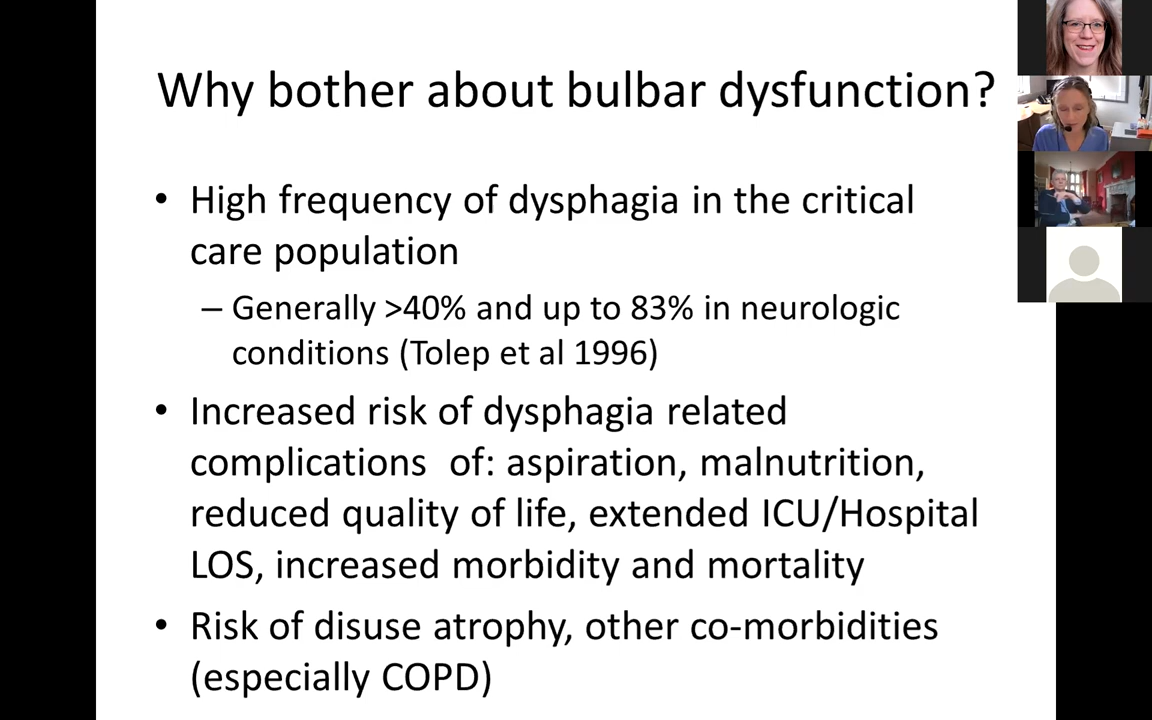 Why bother about bulbar dysfunction?
• High frequency of dysphagia in the critical
care population
– Generally >40% and up to 83% in neurologic
conditions (Tolep et al 1996)
• Increased risk of dysphagia related
complications  of: aspiration, malnutrition,
reduced quality of life, extended ICU/Hospital
LOS, increased morbidity and mortality
• Risk of disuse atrophy, other co-morbidities
(especially COPD)